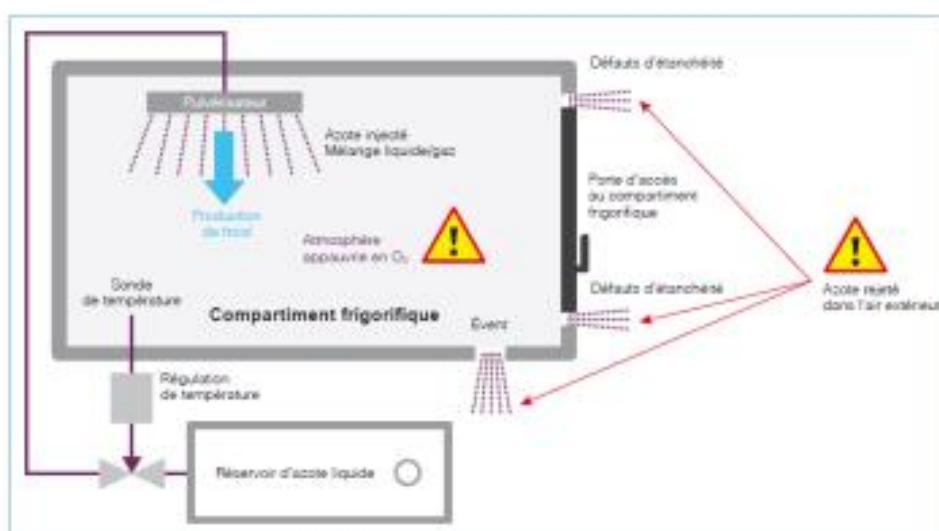 Défauts d'étanchéité
Pulvérisateur
Azote injecté
Mélange liquide/gaz
Porte d'accès
au compartiment
frigorifique
Production
de froid
Atmosphère
appauvrie en O₂
Sonde
de température
Défauts d'étanchéité
Azote rejeté
dans l'air extérieur
Compartiment frigorifique
Évent
Régulation
de température
Réservoir d'azote liquide